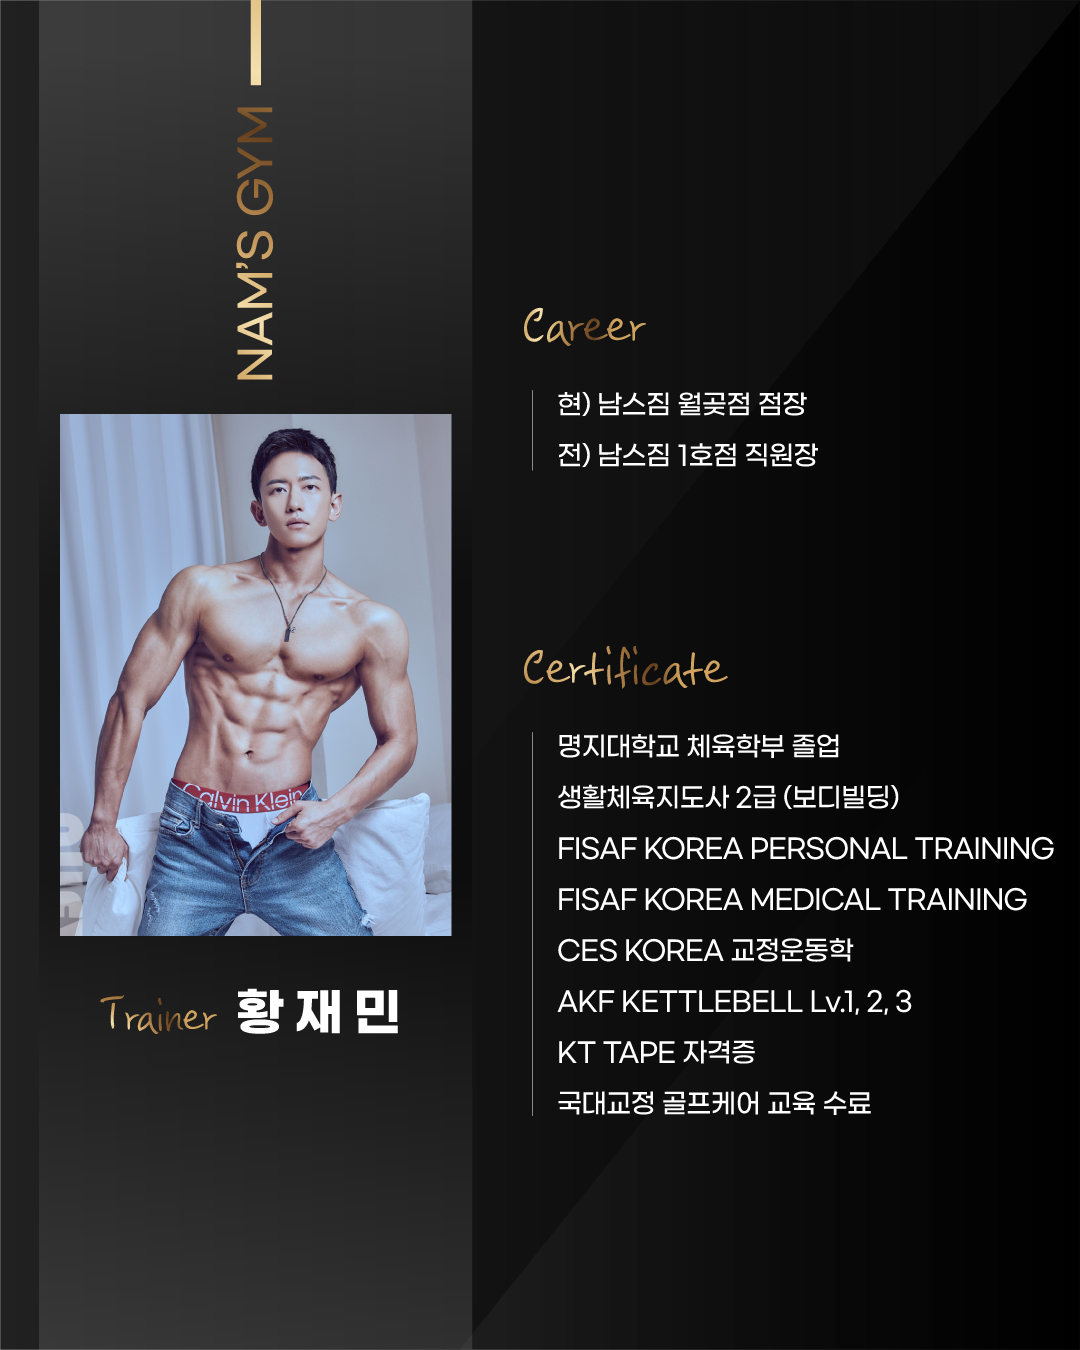 NAM'S GYM
Career
현) 남스짐 월곶점 점장
전) 남스짐 1호점 직원장
Calvin Klein
Certificate
명지대학교 체육학부 졸업
생활체육지도사 2급 (보디빌딩)
FISAF KOREA PERSONAL TRAINING
FISAF KOREA MEDICAL TRAINING
CES KOREA 교정운동학
AKF KETTLEBELL Lv.1, 2, 3
KT TAPE 자격증
국대교정 골프케어 교육 수료
Trainer 황재민